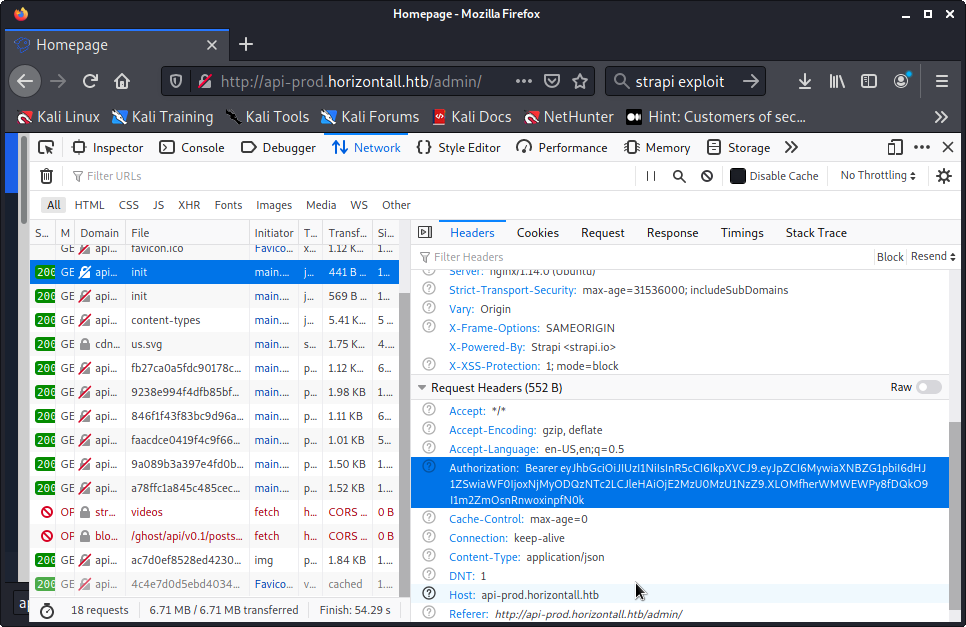 Homepage - Mozilla Firefox
Homepage
http://api-prod.horizontall.htb/admin/
strapi exploit
Kali Linux Kali Training Kali Tools Kali Forums Kali Docs NetHunter Hint: Customers of sec...
Inspector Console Debugger Network Style Editor Performance Memory Storage
Filter URLs
Disable Cache No Throttling
All HTML CSS JS XHR Fonts Images Media WS Other
S... M Domain File Initiator T... Transf... Si...
GE api... favicon.ico Favico... x... 1.12 K... 1....
200 GE api... init main.... j... 441 B ... 1...
200 GE api... init main.... j... 569 B ... 1...
200 GE api... content-types main.... j... 5.41 K... 5 ...
200 GE cdn... us.svg main.... s... 1.75 K... 4....
200 GE api... fb27ca0a5fdc90178c... main.... p... 1.12 K... 6...
200 GE api... 9238e994f4dfb85bf... main.... p... 1.98 KB 1....
200 GE api... 846f1f43f83bc9d96a... main.... p... 1.11 KB 6...
200 GE api... faacdce0419f4c9f66... main.... p... 1.01 KB 5...
200 GE api... 9a089b3a397e4fd0b... main.... p... 1.50 KB 1....
200 GE api... a78ffc1a845c485cec... main.... p... 1.52 KB 1....
OP str... videos fetch h... CORS ... 0 B
OP blo... /ghost/api/v0.1/posts... fetch h... CORS ... 0 B
200 GE api... ac7d0ef8528ed4230... img p... 1.84 KB 1....
200 GE api... 4c4e7d0d5ebd4034... Favico... v... cached 1....
18 requests 6.71 MB / 6.71 MB transferred Finish: 54.29 s
Headers Cookies Request Response Timings Stack Trace
Filter Headers Block Resend
Server: nginx/1.14.0 (Ubuntu)
Strict-Transport-Security: max-age=31536000; includeSubDomains
Vary: Origin
X-Frame-Options: SAMEORIGIN
X-Powered-By: Strapi <strapi.io>
X-XSS-Protection: 1; mode=block
Request Headers (552 B) Raw
Accept: */*
Accept-Encoding: gzip, deflate
Accept-Language: en-US,en;q=0.5
Authorization: Bearer eyJhbGciOiJIUzI1NiIsInR5cCI6IkpXVCJ9.eyJpZCI6MywiaXNBZG1pbiI6dHJ
1ZSwiaWF0IjoxNjMyODQzNTc2LCJleHAiOjE2MzU0MzU1NzZ9.XLOMfherWMWEWPy8fDQkO9
I1m2ZmOsnRnwoxinpfN0k
Cache-Control: max-age=0
Connection: keep-alive
Content-Type: application/json
DNT: 1
Host: api-prod.horizontall.htb
Referer: http://api-prod.horizontall.htb/admin/